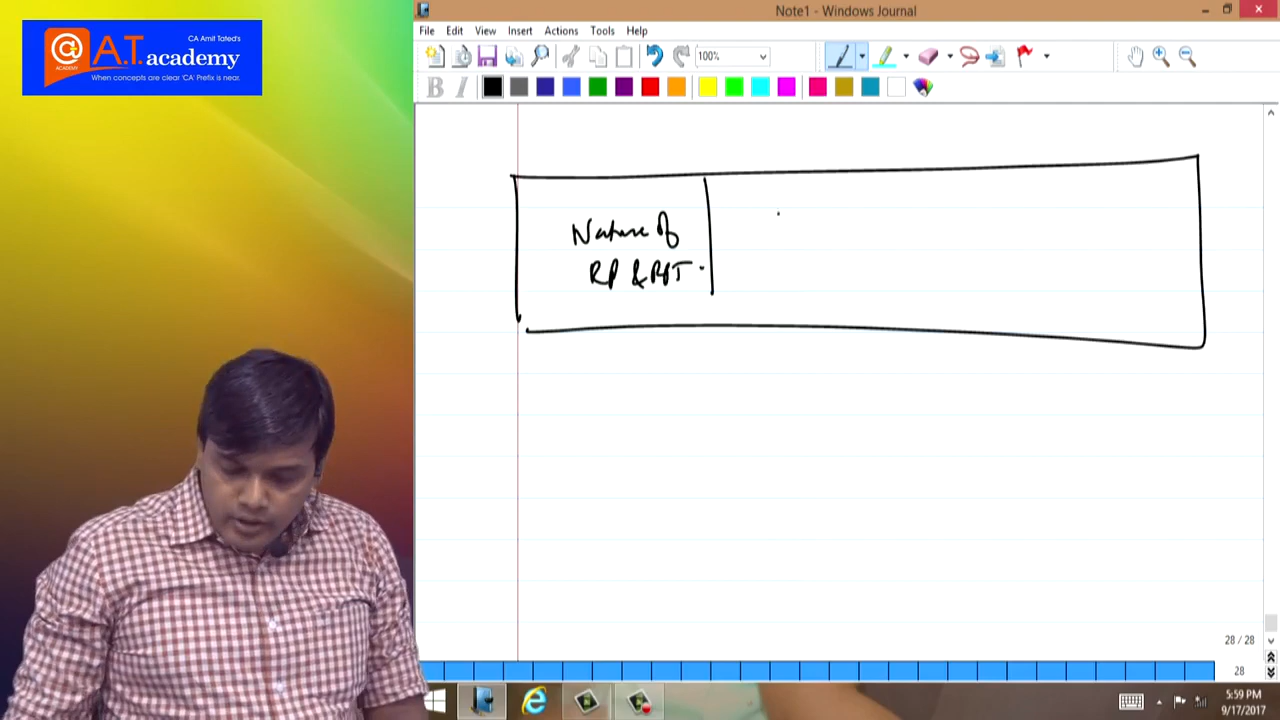 CA Amit Tated's
@ A.T. academy
ACADEMY
When concepts are clear 'CA' Prefix is near.
Note1 - Windows Journal
File Edit View Insert Actions Tools Help
100%
B I
Nature of
RP & RPT
28 / 28
28
5:59 PM
9/17/2017